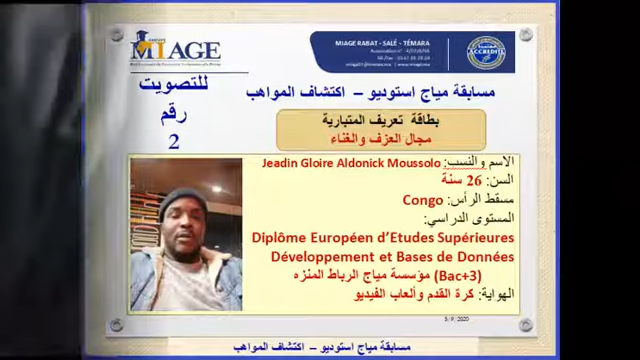 GROUPE
MIAGE
MIAGE RABAT - SALÉ - TÉMARA
ACCRÉDITÉ
مسابقة مياج استوديو – اكتشاف المواهب
للتصويت
رقم
2
بطاقة تعريف المتبارية
مجال العزف والغناء
الاسم والنسب: Jeadin Gloire Aldonick Moussolo
السن: 26 سنة
مسقط الرأس: Congo
المستوى الدراسي:
Diplôme Européen d’Etudes Supérieures
Développement et Bases de Données
(Bac+3) مؤسسة مياج الرباط المنزه
الهواية: كرة القدم وألعاب الفيديو
مسابقة مياج استوديو – اكتشاف المواهب